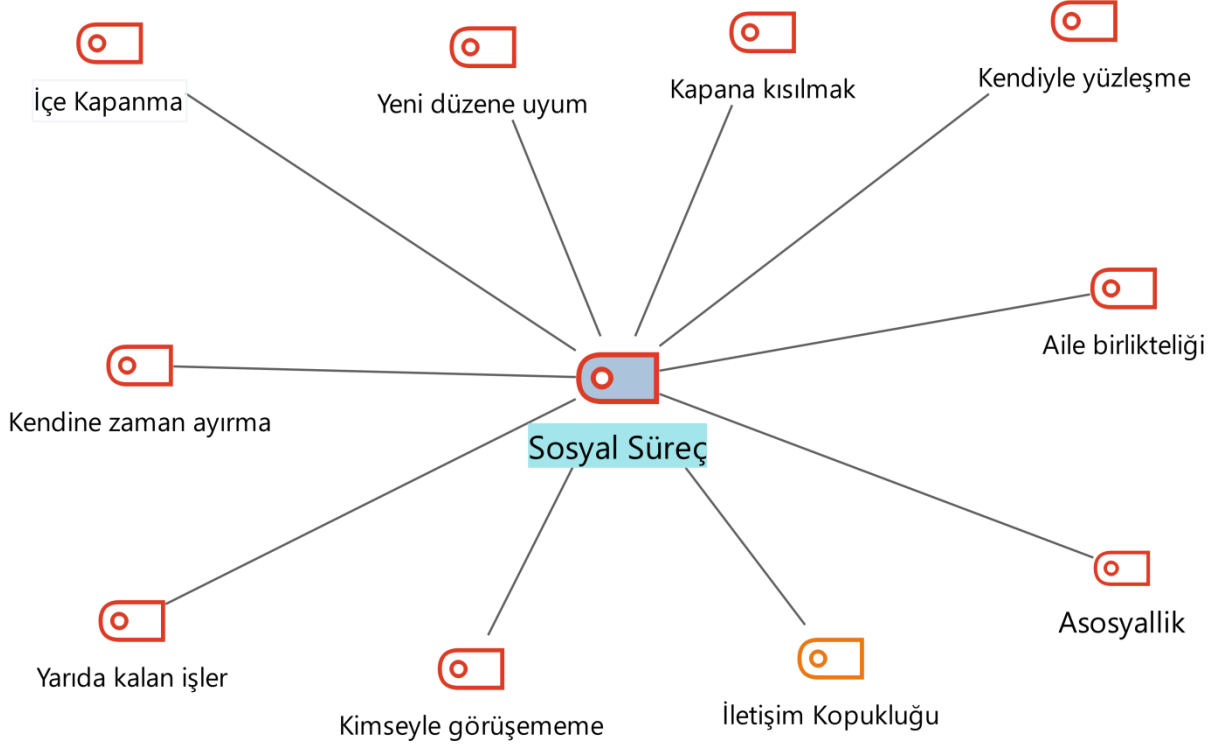 İçe Kapanma
Yeni düzene uyum
Kapana kısılmak
Kendiyle yüzleşme
Aile birlikteliği
Kendine zaman ayırma
Sosyal Süreç
Asosyallik
Yarıda kalan işler
Kimseyle görüşememe
İletişim Kopukluğu